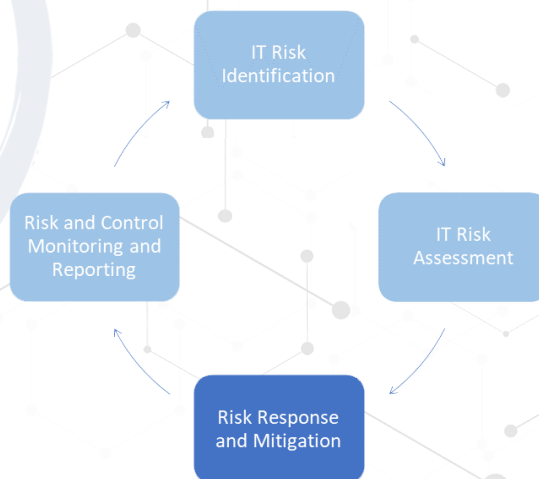 IT Risk
Identification
IT Risk
Assessment
Risk Response
and Mitigation
Risk and Control
Monitoring and
Reporting